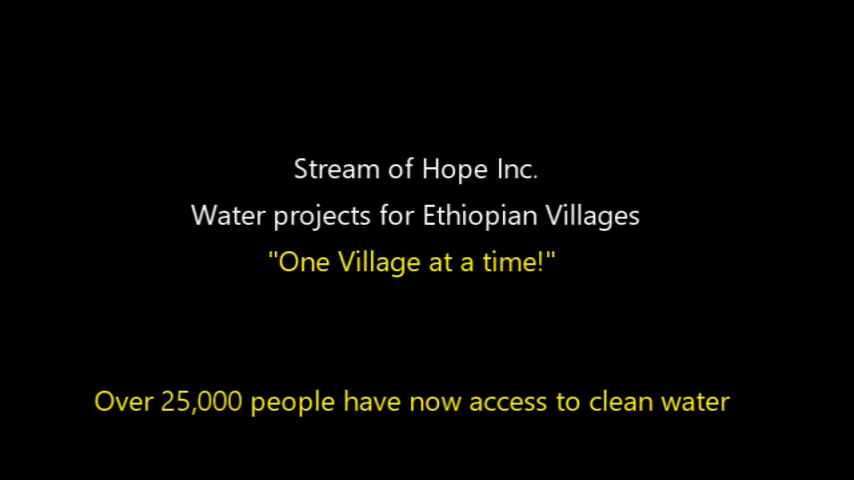 Stream of Hope Inc.
Water projects for Ethiopian Villages
"One Village at a time!"
Over 25,000 people have now access to clean water